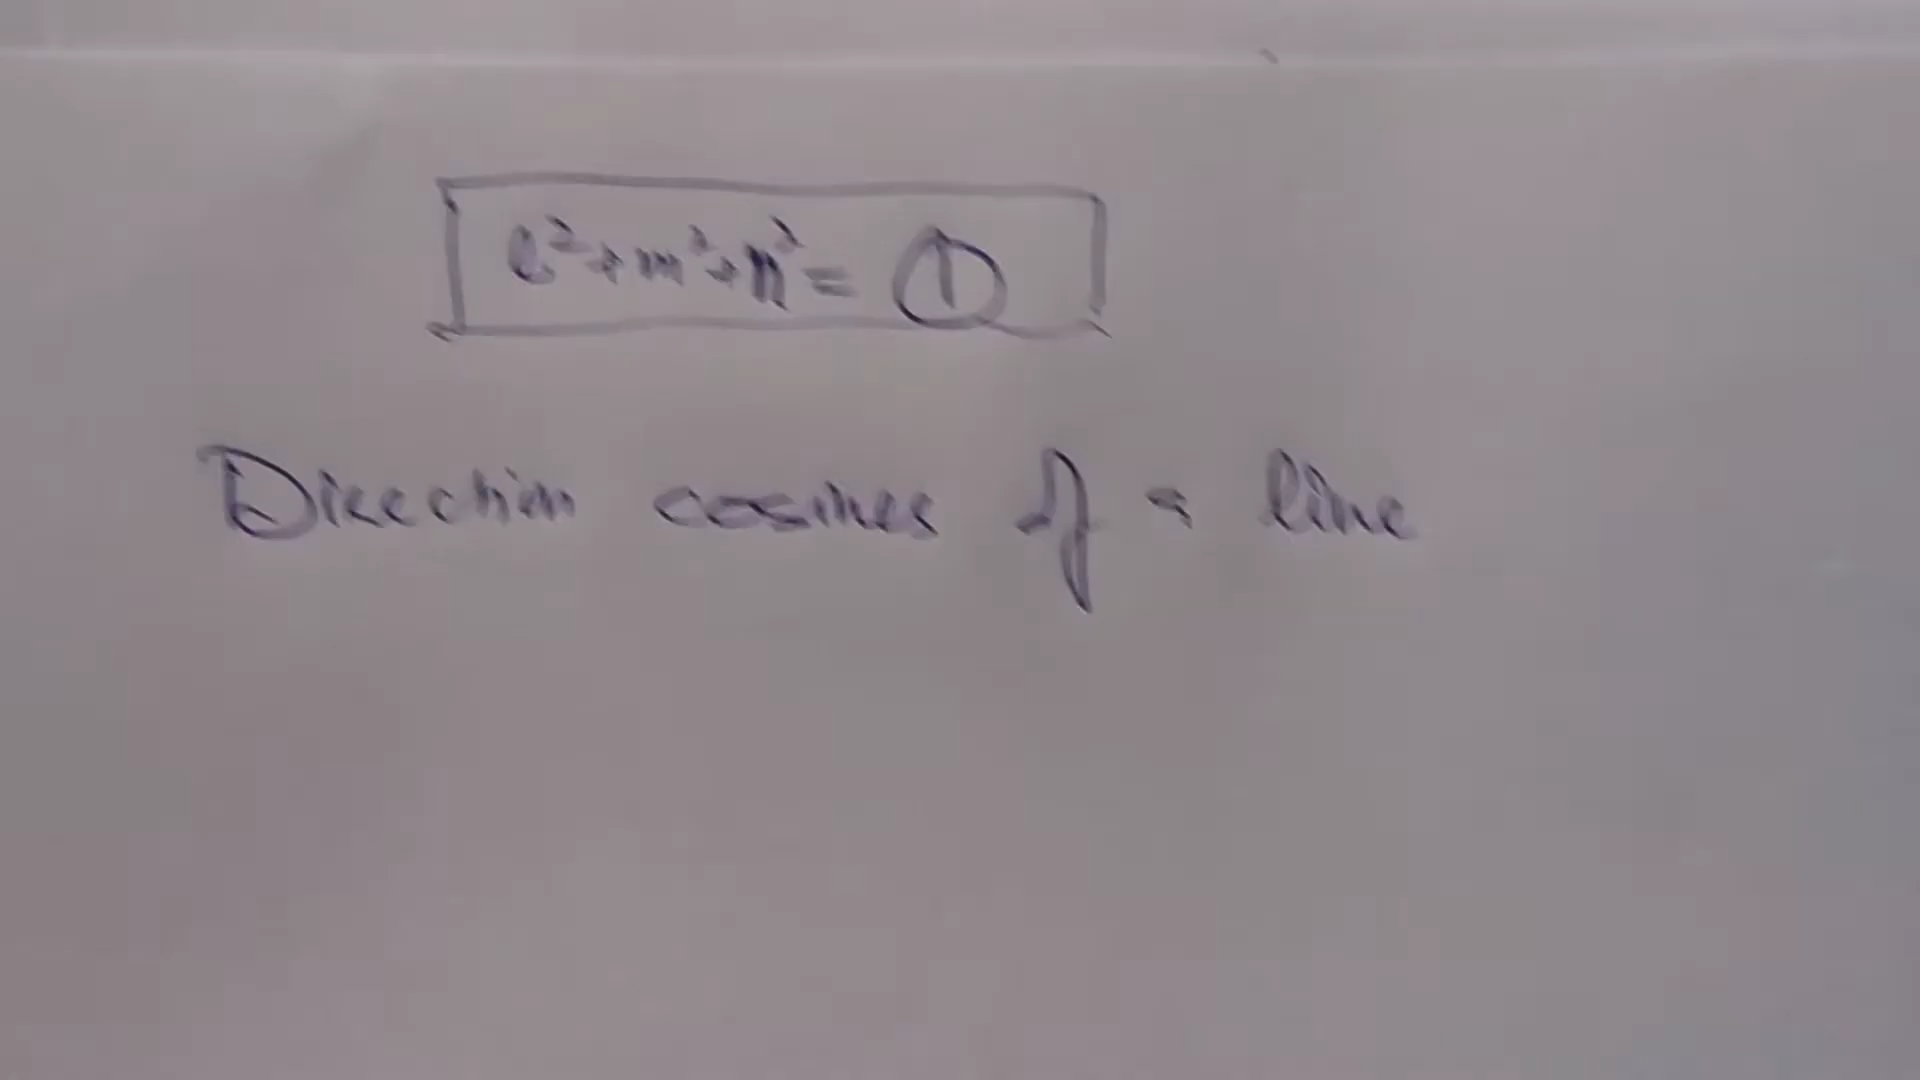 l²+m²+n²= 1
Direction cosines of a line